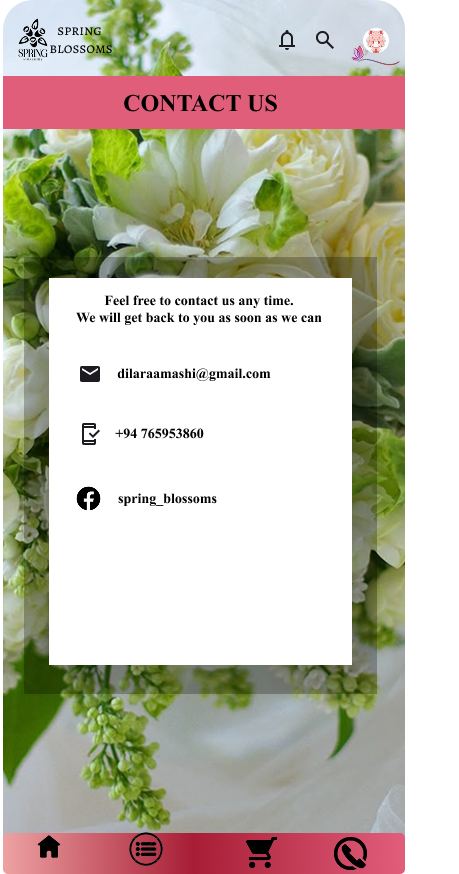 SPRING
BLOSSOMS
SPRING
CONTACT US
Feel free to contact us any time.
We will get back to you as soon as we can
dilaraamashi@gmail.com
+94 765953860
spring_blossoms